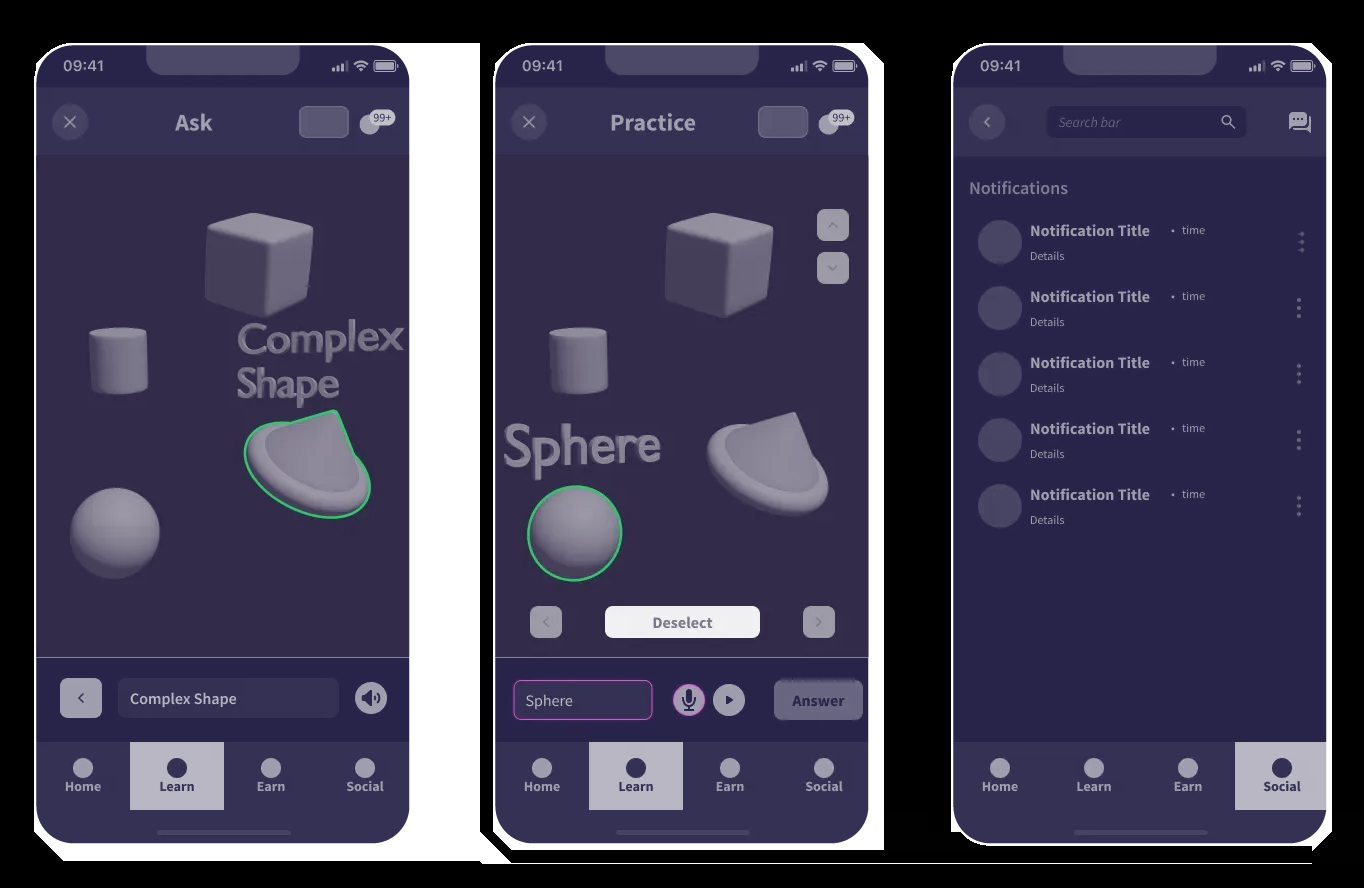 09:41
Ask
99+
Complex
Shape
Complex Shape
Home
Learn
Earn
Social
09:41
Practice
99+
Sphere
Deselect
Sphere
Answer
Home
Learn
Earn
Social
09:41
Search bar
Notifications
Notification Title • time
Details
Notification Title • time
Details
Notification Title • time
Details
Notification Title • time
Details
Notification Title • time
Details
Home
Learn
Earn
Social